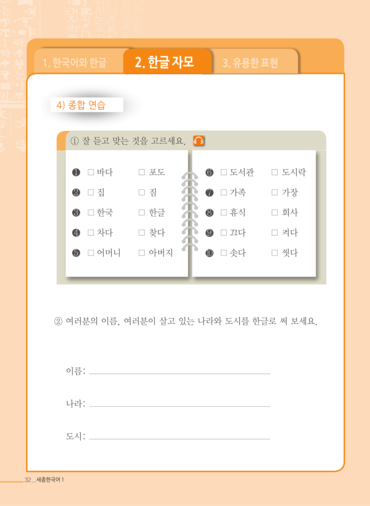 1. 한국어와 한글
2. 한글 자모
3. 유용한 표현
4) 종합 연습
① 잘 듣고 맞는 것을 고르세요.
❶ □ 바다 □ 포도
❷ □ 집 □ 짐
❸ □ 한국 □ 한글
❹ □ 차다 □ 찾다
❺ □ 어머니 □ 아버지
❻ □ 도서관 □ 도시락
❼ □ 가족 □ 가장
❽ □ 휴식 □ 회사
❾ □ 끄다 □ 켜다
❿ □ 솟다 □ 씻다
② 여러분의 이름, 여러분이 살고 있는 나라와 도시를 한글로 써 보세요.
이름:
나라:
도시:
32 _ 세종한국어 1